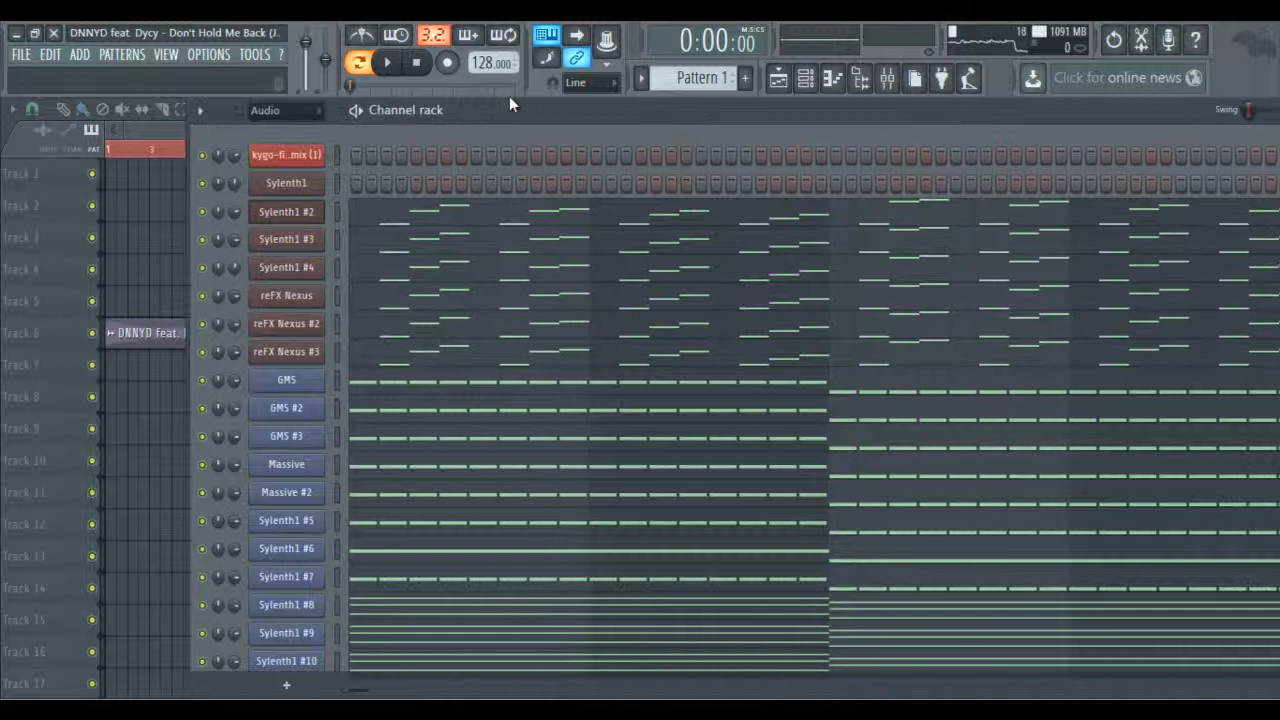 DNNYD feat. Dycy - Don't Hold Me Back (J..
FILE EDIT ADD PATTERNS VIEW OPTIONS TOOLS ?
3.2.
128.000
0:00:00
M:S:CS
18
1091 MB
0
Line
Pattern 1
+
Click for online news
Audio
Channel rack
Swing
PAT
1
3
Track 1
Track 2
Track 3
Track 4
Track 5
Track 6
Track 7
Track 8
Track 9
Track 10
Track 11
Track 12
Track 13
Track 14
Track 15
Track 16
Track 17
DNNYD feat.
kygo-fi..mix (1)
Sylenth1
Sylenth1 #2
Sylenth1 #3
Sylenth1 #4
reFX Nexus
reFX Nexus #2
reFX Nexus #3
GMS
GMS #2
GMS #3
Massive
Massive #2
Sylenth1 #5
Sylenth1 #6
Sylenth1 #7
Sylenth1 #8
Sylenth1 #9
Sylenth1 #10
+